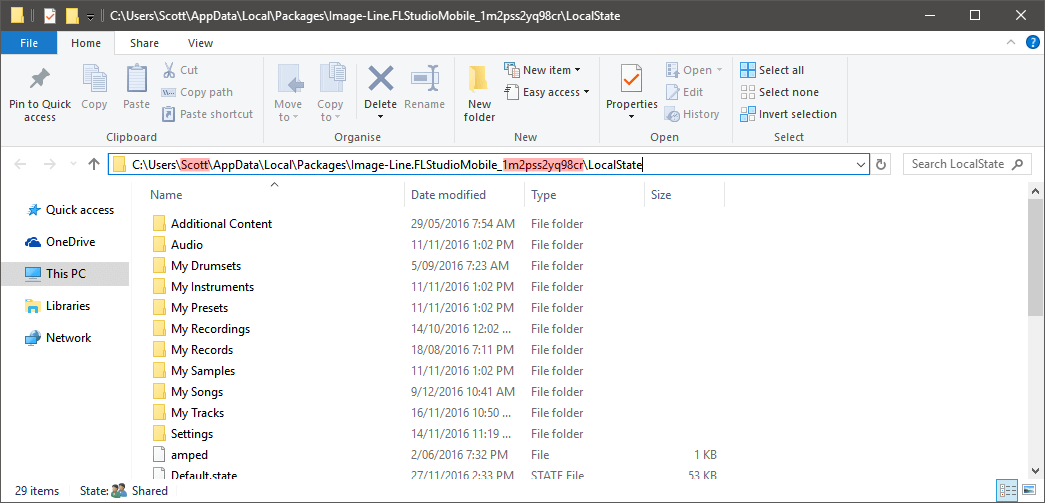 C:\Users\Scott\AppData\Local\Packages\Image-Line.FLStudioMobile_1m2pss2yq98cr\LocalState
File Home Share View
Pin to Quick access
Copy
Paste
Cut
Copy path
Paste shortcut
Clipboard
Move to
Copy to
Delete
Rename
Organise
New folder
New item
Easy access
New
Properties
Open
Edit
History
Open
Select all
Select none
Invert selection
Select
C:\Users\Scott\AppData\Local\Packages\Image-Line.FLStudioMobile_1m2pss2yq98cr\LocalState
Search LocalState
Quick access
OneDrive
This PC
Libraries
Network
Name Date modified Type Size
Additional Content 29/05/2016 7:54 AM File folder
Audio 11/11/2016 1:02 PM File folder
My Drumsets 5/09/2016 7:23 AM File folder
My Instruments 11/11/2016 1:02 PM File folder
My Presets 11/11/2016 1:02 PM File folder
My Recordings 14/10/2016 12:02 ... File folder
My Records 18/08/2016 7:11 PM File folder
My Samples 11/11/2016 1:02 PM File folder
My Songs 9/12/2016 10:41 AM File folder
My Tracks 16/11/2016 10:50 ... File folder
Settings 14/11/2016 11:19 ... File folder
amped 2/06/2016 7:32 PM File 1 KB
Default.state 27/11/2016 2:33 PM STATE File 53 KB
29 items State: Shared